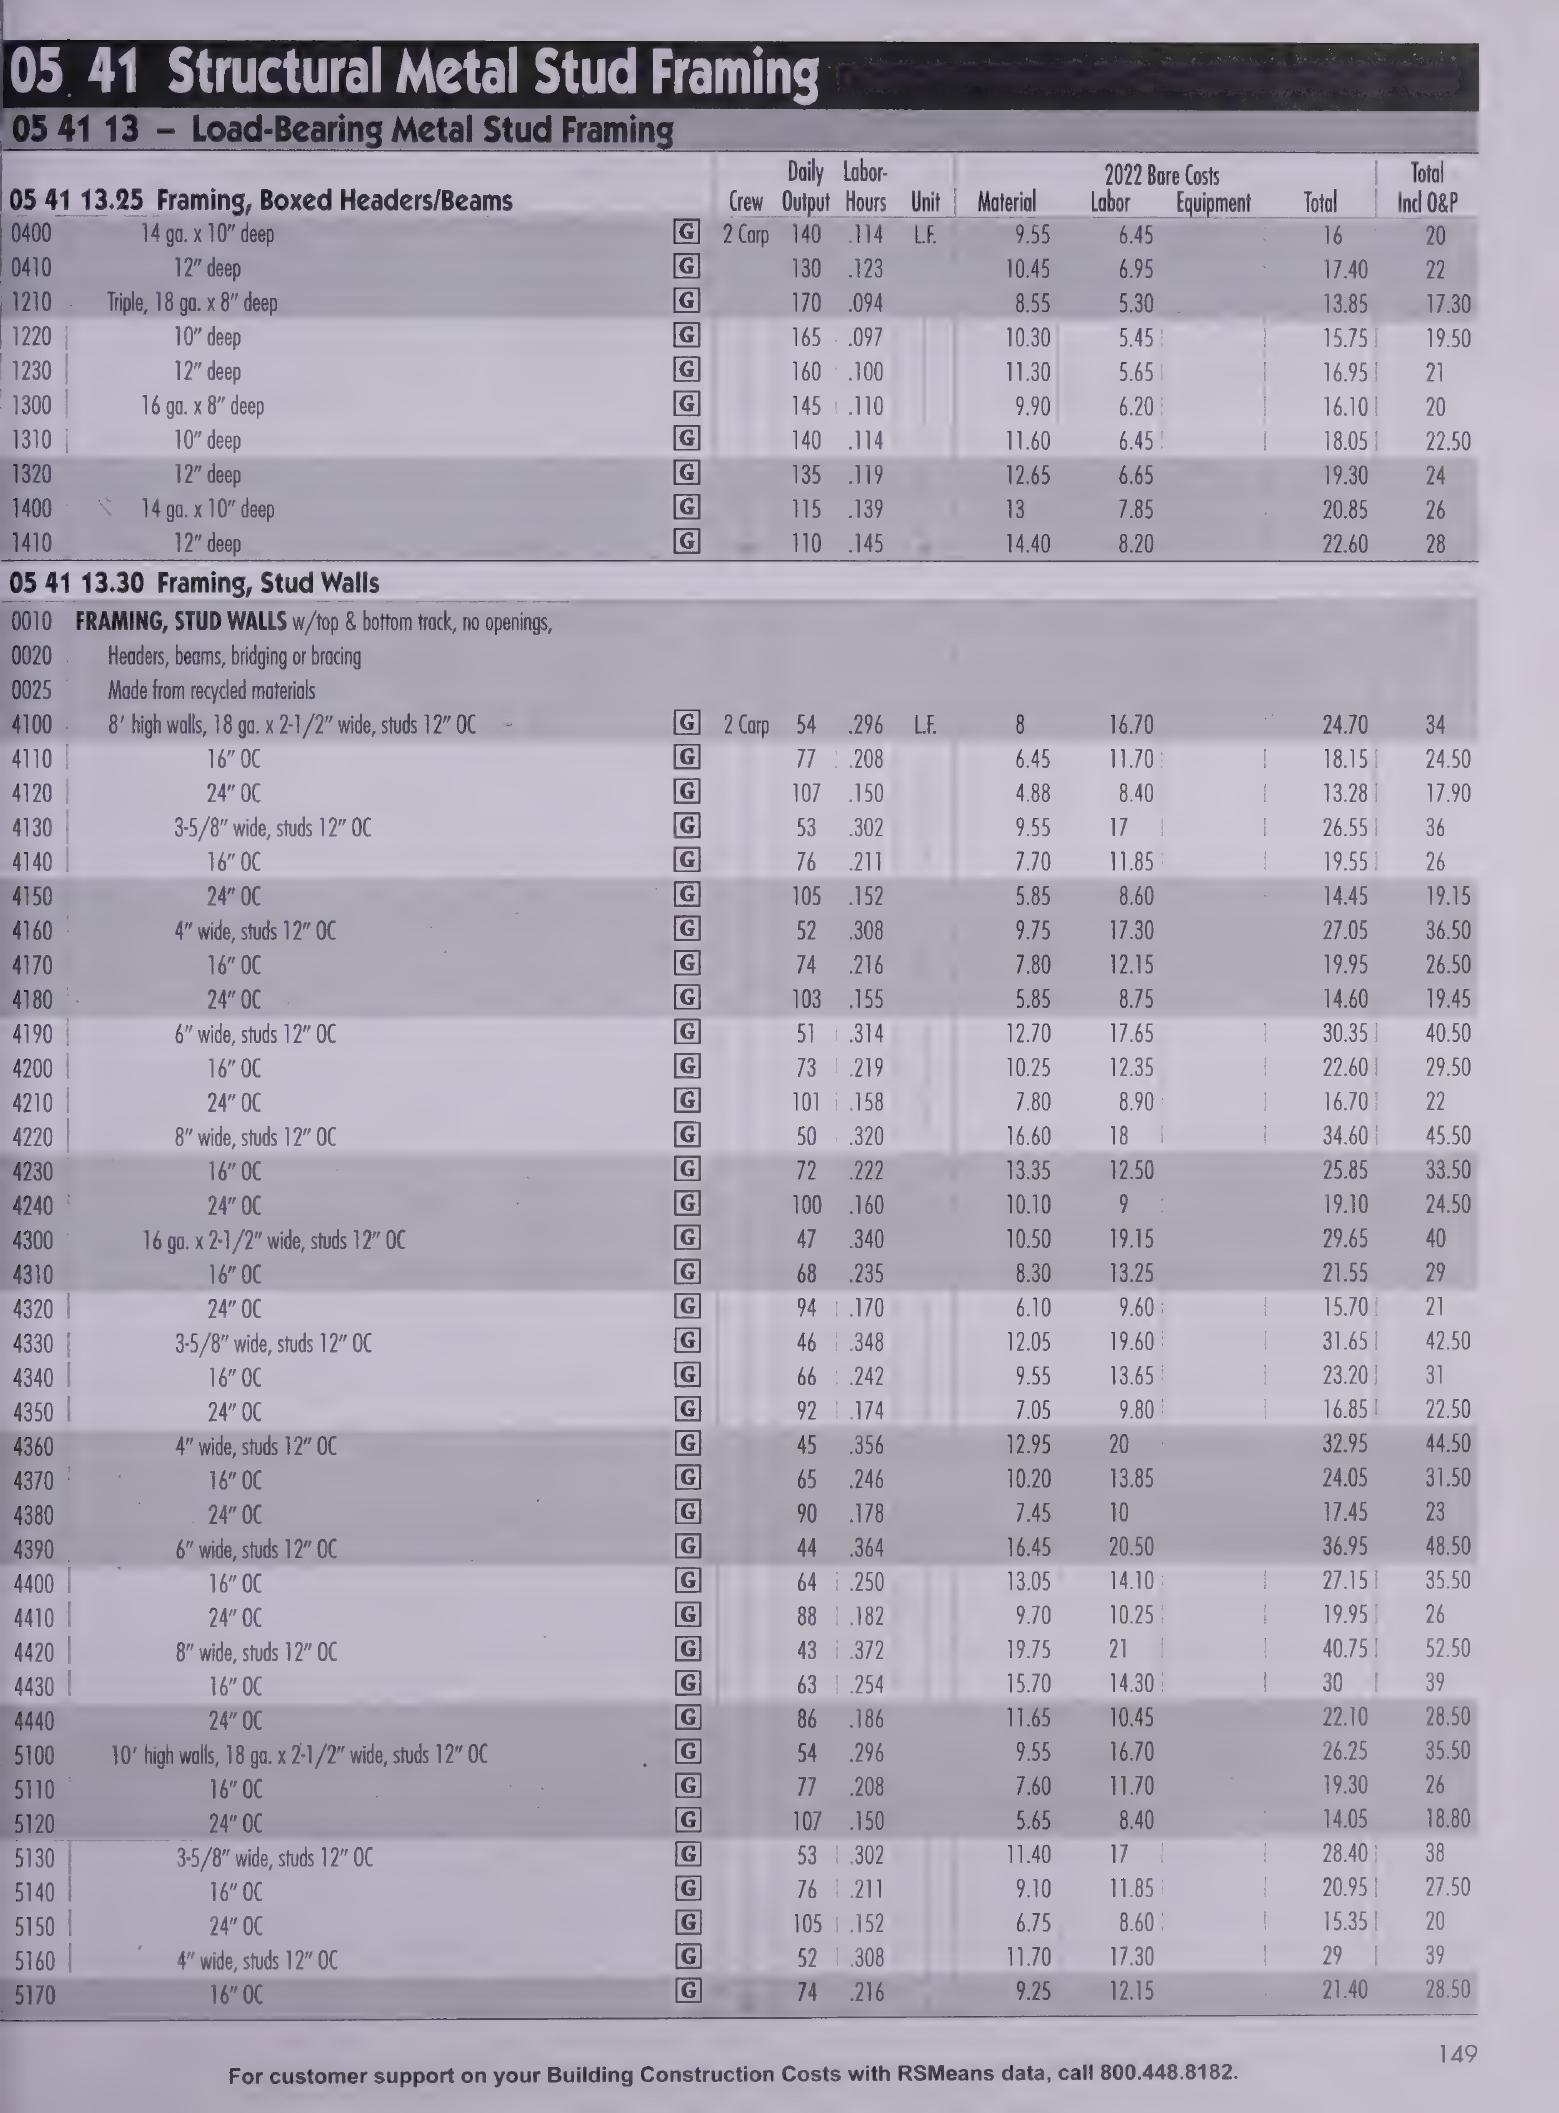 05 41 Structural Metal Stud Framing
05 41 13 – Load-Bearing Metal Stud Framing
05 41 13.25 Framing, Boxed Headers/Beams Crew Daily Output Labor-Hours Unit 2022 Bare Costs Material Labor Equipment Total Total Incl O&P
0400 14 ga. x 10" deep G 2 Carp 140 .114 L.F. 9.55 6.45 16 20
0410 12" deep G 130 .123 10.45 6.95 17.40 22
1210 Triple, 18 ga. x 8" deep G 170 .094 8.55 5.30 13.85 17.30
1220 10" deep G 165 .097 10.30 5.45 15.75 19.50
1230 12" deep G 160 .100 11.30 5.65 16.95 21
1300 16 ga. x 8" deep G 145 .110 9.90 6.20 16.10 20
1310 10" deep G 140 .114 11.60 6.45 18.05 22.50
1320 12" deep G 135 .119 12.65 6.65 19.30 24
1400 14 ga. x 10" deep G 115 .139 13 7.85 20.85 26
1410 12" deep G 110 .145 14.40 8.20 22.60 28
05 41 13.30 Framing, Stud Walls
0010 FRAMING, STUD WALLS w/top & bottom track, no openings,
0020 Headers, beams, bridging or bracing
0025 Made from recycled materials
4100 8' high walls, 18 ga. x 2-1/2" wide, studs 12" OC G 2 Carp 54 .296 L.F. 8 16.70 24.70 34
4110 16" OC G 77 .208 6.45 11.70 18.15 24.50
4120 24" OC G 107 .150 4.88 8.40 13.28 17.90
4130 3-5/8" wide, studs 12" OC G 53 .302 9.55 17 26.55 36
4140 16" OC G 76 .211 7.70 11.85 19.55 26
4150 24" OC G 105 .152 5.85 8.60 14.45 19.15
4160 4" wide, studs 12" OC G 52 .308 9.75 17.30 27.05 36.50
4170 16" OC G 74 .216 7.80 12.15 19.95 26.50
4180 24" OC G 103 .155 5.85 8.75 14.60 19.45
4190 6" wide, studs 12" OC G 51 .314 12.70 17.65 30.35 40.50
4200 16" OC G 73 .219 10.25 12.35 22.60 29.50
4210 24" OC G 101 .158 7.80 8.90 16.70 22
4220 8" wide, studs 12" OC G 50 .320 16.60 18 34.60 45.50
4230 16" OC G 72 .222 13.35 12.50 25.85 33.50
4240 24" OC G 100 .160 10.10 9 19.10 24.50
4300 16 ga. x 2-1/2" wide, studs 12" OC G 47 .340 10.50 19.15 29.65 40
4310 16" OC G 68 .235 8.30 13.25 21.55 29
4320 24" OC G 94 .170 6.10 9.60 15.70 21
4330 3-5/8" wide, studs 12" OC G 46 .348 12.05 19.60 31.65 42.50
4340 16" OC G 66 .242 9.55 13.65 23.20 31
4350 24" OC G 92 .174 7.05 9.80 16.85 22.50
4360 4" wide, studs 12" OC G 45 .356 12.95 20 32.95 44.50
4370 16" OC G 65 .246 10.20 13.85 24.05 31.50
4380 24" OC G 90 .178 7.45 10 17.45 23
4390 6" wide, studs 12" OC G 44 .364 16.45 20.50 36.95 48.50
4400 16" OC G 64 .250 13.05 14.10 27.15 35.50
4410 24" OC G 88 .182 9.70 10.25 19.95 26
4420 8" wide, studs 12" OC G 43 .372 19.75 21 40.75 52.50
4430 16" OC G 63 .254 15.70 14.30 30 39
4440 24" OC G 86 .186 11.65 10.45 22.10 28.50
5100 10' high walls, 18 ga. x 2-1/2" wide, studs 12" OC G 54 .296 9.55 16.70 26.25 35.50
5110 16" OC G 77 .208 7.60 11.70 19.30 26
5120 24" OC G 107 .150 5.65 8.40 14.05 18.80
5130 3-5/8" wide, studs 12" OC G 53 .302 11.40 17 28.40 38
5140 16" OC G 76 .211 9.10 11.85 20.95 27.50
5150 24" OC G 105 .152 6.75 8.60 15.35 20
5160 4" wide, studs 12" OC G 52 .308 11.70 17.30 29 39
5170 16" OC G 74 .216 9.25 12.15 21.40 28.50
149
For customer support on your Building Construction Costs with RSMeans data, call 800.448.8182.